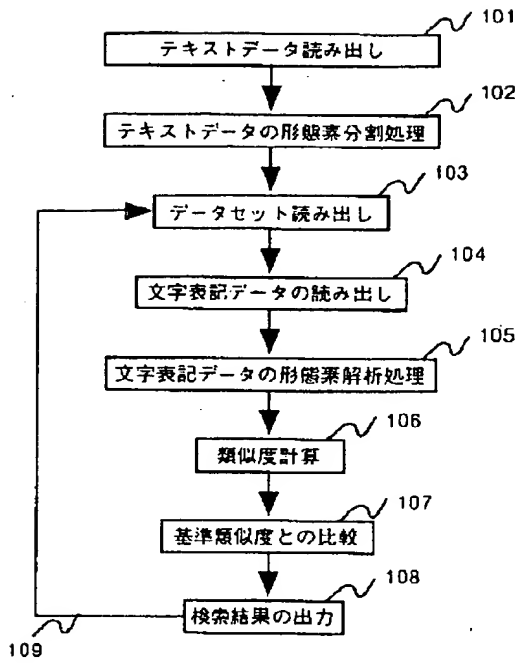 101
テキストデータ読み出し
102
テキストデータの形態素分割処理
103
データセット読み出し
104
文字表記データの読み出し
105
文字表記データの形態素解析処理
106
類似度計算
107
基準類似度との比較
108
検索結果の出力
109